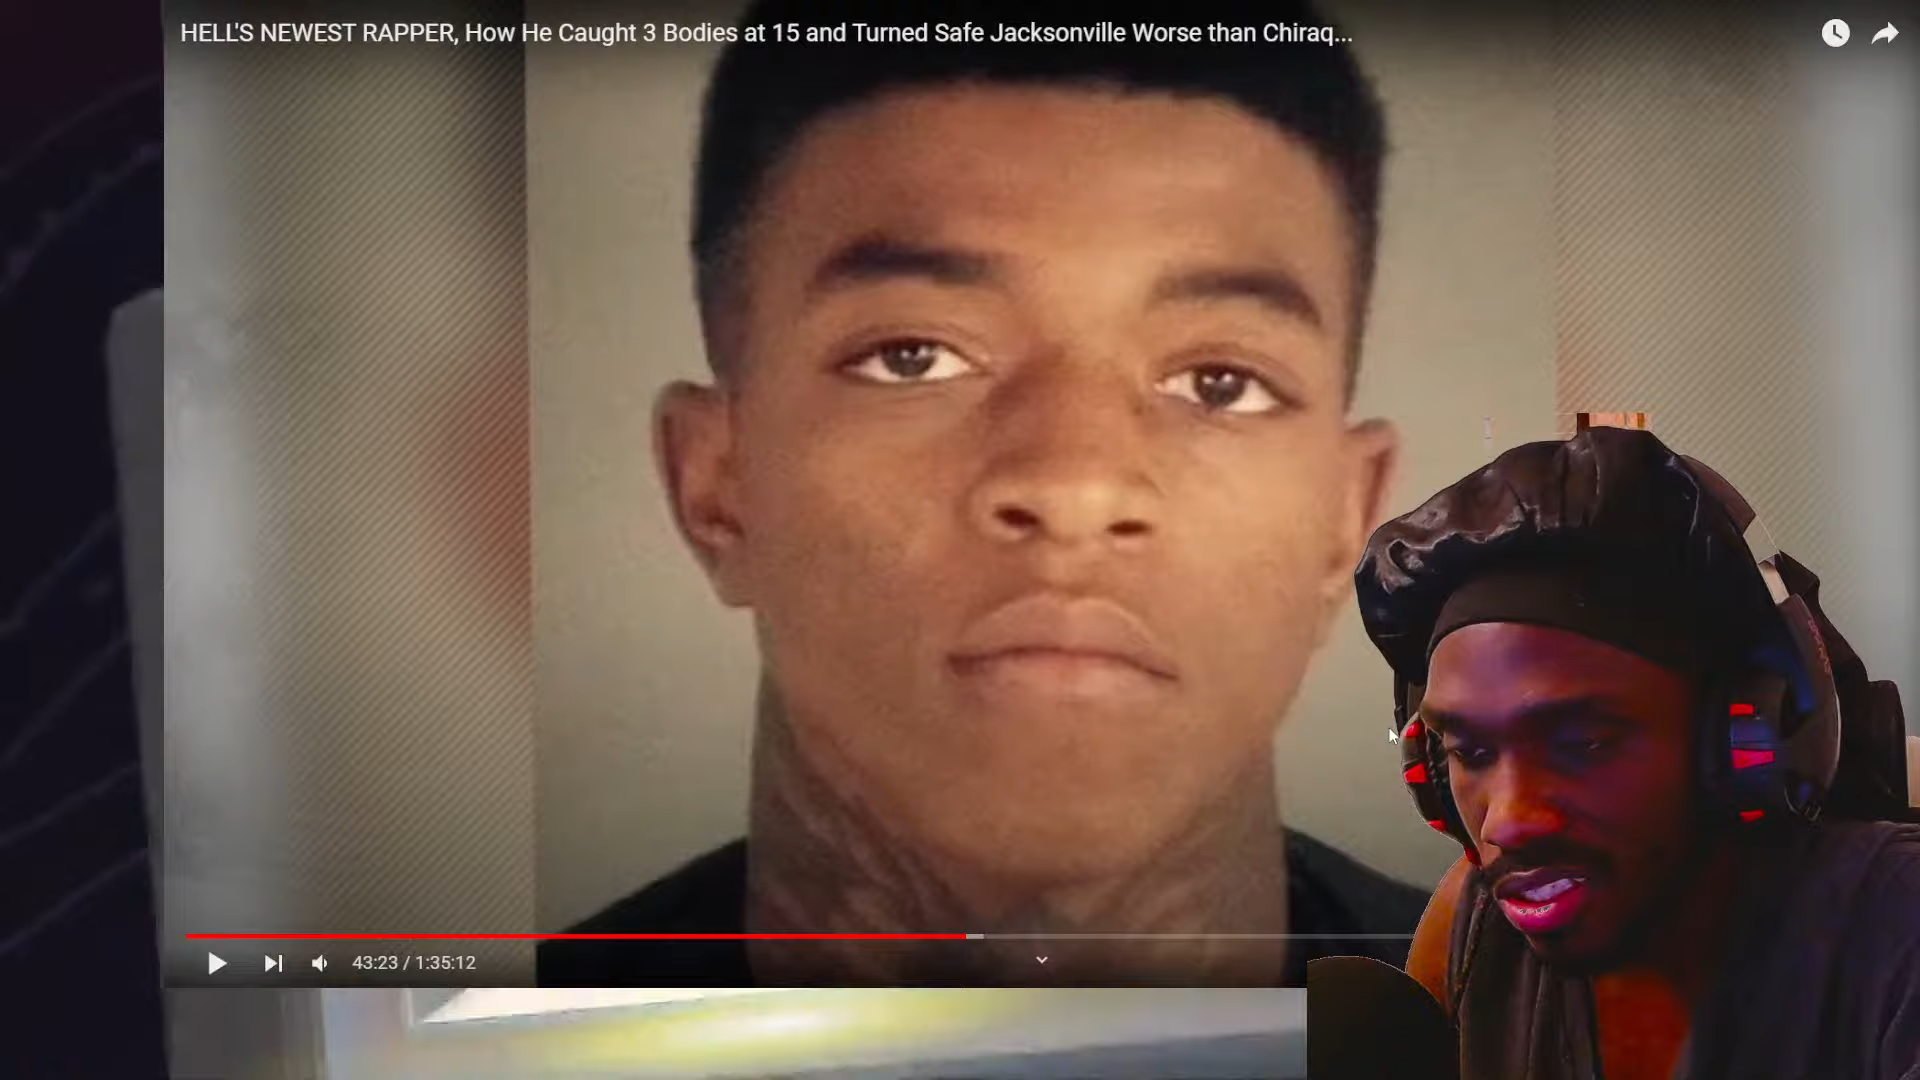 HELL'S NEWEST RAPPER, How He Caught 3 Bodies at 15 and Turned Safe Jacksonville Worse than Chiraq...
43:23 / 1:35:12